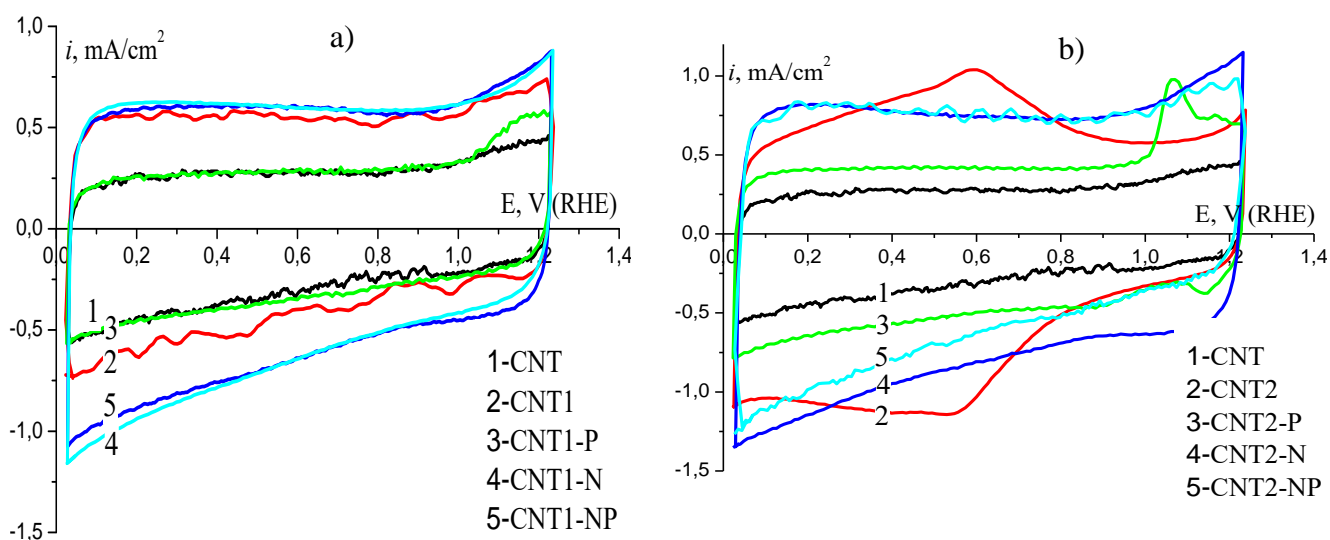 a)
i, mA/cm²
1,0
0,5
0,0
-0,5
-1,0
-1,5
0,0 0,2 0,4 0,6 0,8 1,0 1,2 1,4
E, V (RHE)
1
3
2
5
4
1-CNT
2-CNT1
3-CNT1-P
4-CNT1-N
5-CNT1-NP
b)
i, mA/cm²
1,0
0,5
0,0
-0,5
-1,0
-1,5
0,0 0,2 0,4 0,6 0,8 1,0 1,2 1,4
E, V (RHE)
1
3
5
4
2
1-CNT
2-CNT2
3-CNT2-P
4-CNT2-N
5-CNT2-NP